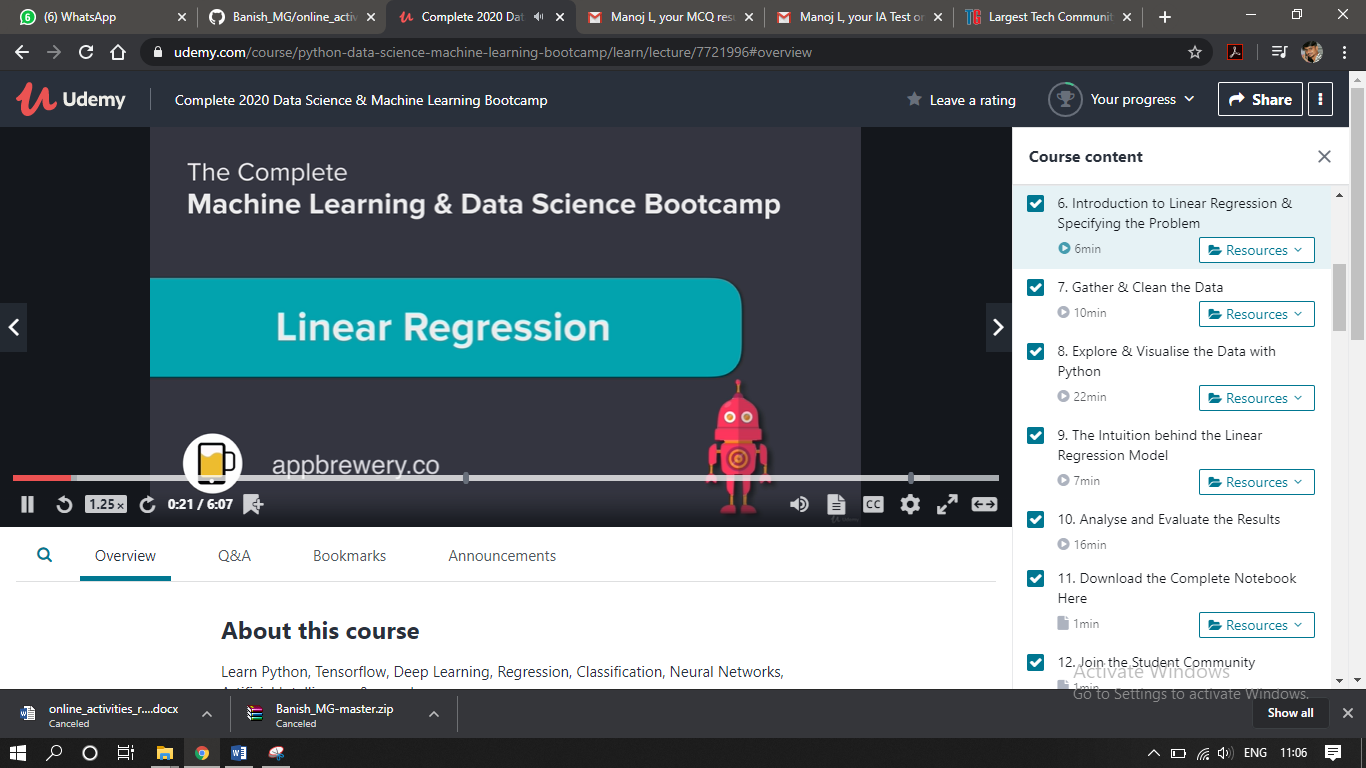 (6) WhatsApp
Banish_MG/online_activ
Complete 2020 Dat
Manoj L, your MCQ resu
Manoj L, your IA Test on
Largest Tech Communit
udemy.com/course/python-data-science-machine-learning-bootcamp/learn/lecture/7721996#overview
Udemy
Complete 2020 Data Science & Machine Learning Bootcamp
Leave a rating
Your progress
Share
The Complete
Machine Learning & Data Science Bootcamp
Linear Regression
appbrewery.co
1.25x
0:21 / 6:07
CC
Course content
6. Introduction to Linear Regression &
Specifying the Problem
6min
Resources
7. Gather & Clean the Data
10min
Resources
8. Explore & Visualise the Data with
Python
22min
Resources
9. The Intuition behind the Linear
Regression Model
7min
Resources
10. Analyse and Evaluate the Results
16min
11. Download the Complete Notebook
Here
1min
Resources
12. Join the Student Community
1min
Activate Windows
Go to Settings to activate Windows.
Overview
Q&A
Bookmarks
Announcements
About this course
Learn Python, Tensorflow, Deep Learning, Regression, Classification, Neural Networks,
online_activities_r....docx
Canceled
Banish_MG-master.zip
Canceled
Show all
ENG
11:06